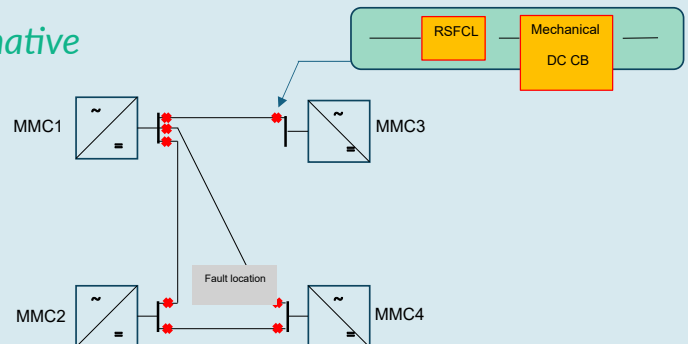 native
RSFCL
Mechanical
DC CB
~
~
MMC1
MMC3
=
=
Fault location
~
~
MMC2
MMC4
=
=